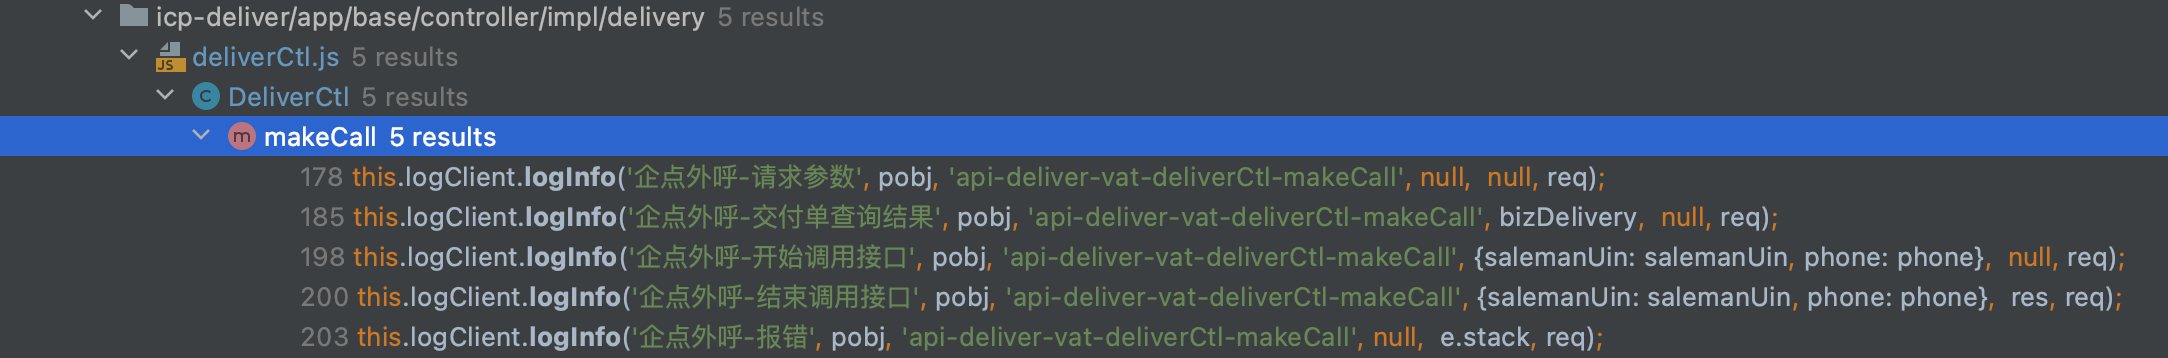 icp-deliver/app/base/controller/impl/delivery 5 results
JS deliverCtl.js 5 results
C DeliverCtl 5 results
m makeCall 5 results
178 this.logClient.logInfo('企点外呼-请求参数', pobj, 'api-deliver-vat-deliverCtl-makeCall', null, null, req);
185 this.logClient.logInfo('企点外呼-交付单查询结果', pobj, 'api-deliver-vat-deliverCtl-makeCall', bizDelivery, null, req);
198 this.logClient.logInfo('企点外呼-开始调用接口', pobj, 'api-deliver-vat-deliverCtl-makeCall', {salemanUin: salemanUin, phone: phone}, null, req);
200 this.logClient.logInfo('企点外呼-结束调用接口', pobj, 'api-deliver-vat-deliverCtl-makeCall', {salemanUin: salemanUin, phone: phone}, res, req);
203 this.logClient.logInfo('企点外呼-报错', pobj, 'api-deliver-vat-deliverCtl-makeCall', null, e.stack, req);